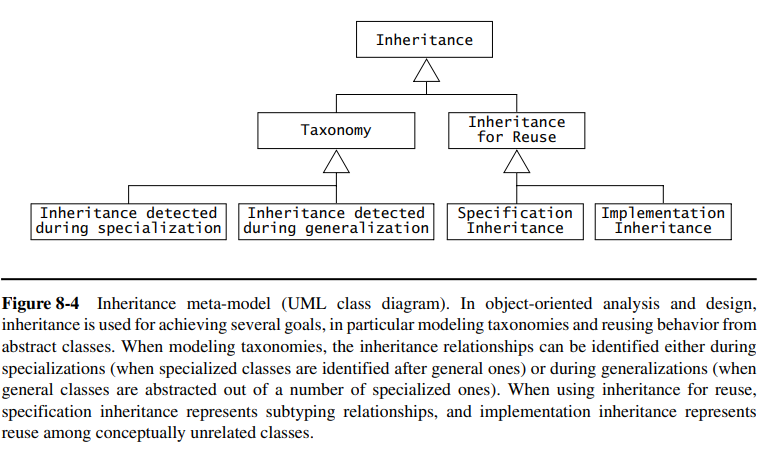 Inheritance
Taxonomy
Inheritance
for Reuse
Inheritance detected
during specialization
Inheritance detected
during generalization
Specification
Inheritance
Implementation
Inheritance
Figure 8-4 Inheritance meta-model (UML class diagram). In object-oriented analysis and design,
inheritance is used for achieving several goals, in particular modeling taxonomies and reusing behavior from
abstract classes. When modeling taxonomies, the inheritance relationships can be identified either during
specializations (when specialized classes are identified after general ones) or during generalizations (when
general classes are abstracted out of a number of specialized ones). When using inheritance for reuse,
specification inheritance represents subtyping relationships, and implementation inheritance represents
reuse among conceptually unrelated classes.